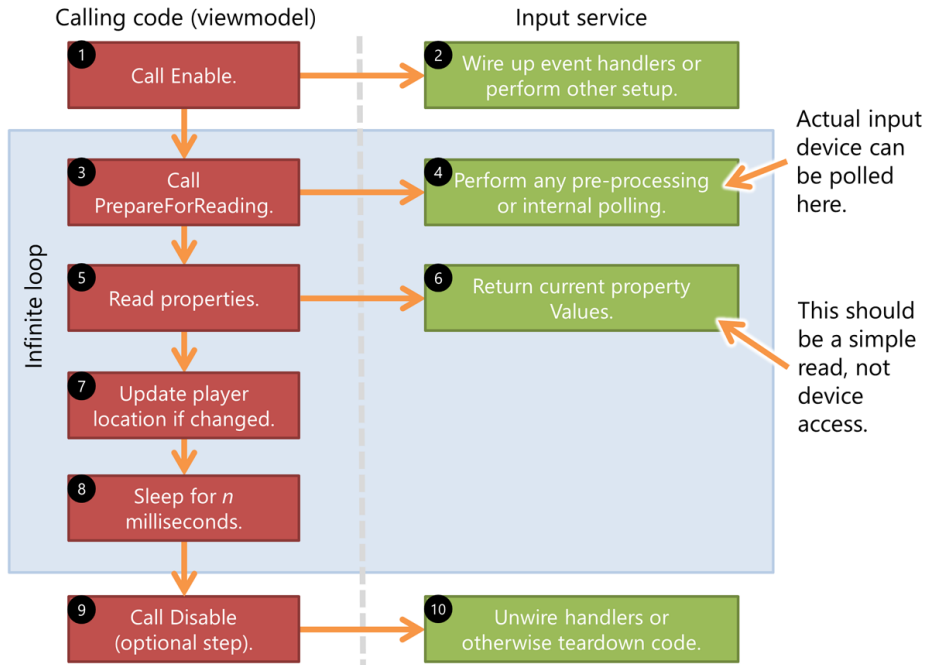 Calling code (viewmodel)
Input service
1
Call Enable.
2
Wire up event handlers or
perform other setup.
Infinite loop
3
Call
PrepareForReading.
4
Perform any pre-processing
or internal polling.
Actual input
device can
be polled
here.
5
Read properties.
6
Return current property
Values.
This should
be a simple
read, not
device
access.
7
Update player
location if changed.
8
Sleep for n
milliseconds.
9
Call Disable
(optional step).
10
Unwire handlers or
otherwise teardown code.